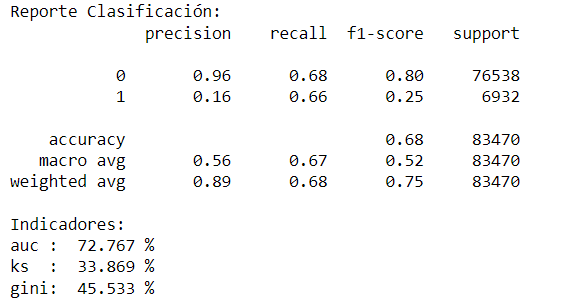 Reporte Clasificación:
precision recall f1-score support
0 0.96 0.68 0.80 76538
1 0.16 0.66 0.25 6932
accuracy 0.68 83470
macro avg 0.56 0.67 0.52 83470
weighted avg 0.89 0.68 0.75 83470
Indicadores:
auc : 72.767 %
ks : 33.869 %
gini: 45.533 %